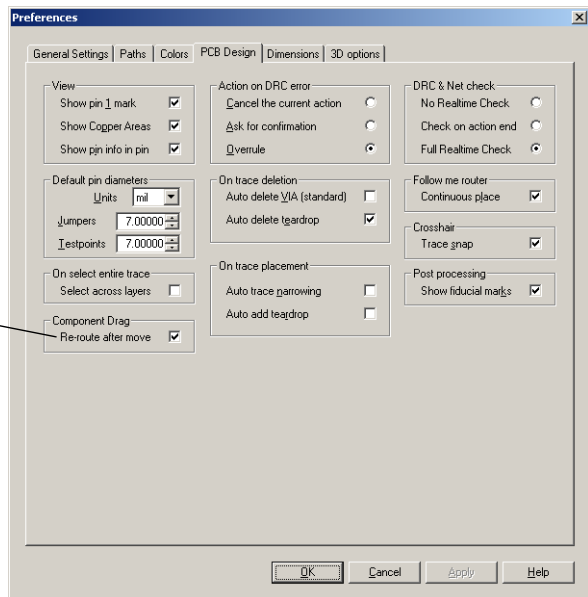 Preferences
General Settings
Paths
Colors
PCB Design
Dimensions
3D options
View
Show pin 1 mark
Show Copper Areas
Show pin info in pin
Default pin diameters
Units
mil
Jumpers
7.00000
Testpoints
7.00000
On select entire trace
Select across layers
Component Drag
Re-route after move
Action on DRC error
Cancel the current action
Ask for confirmation
Overrule
On trace deletion
Auto delete VIA (standard)
Auto delete teardrop
On trace placement
Auto trace narrowing
Auto add teardrop
DRC & Net check
No Realtime Check
Check on action end
Full Realtime Check
Follow me router
Continuous place
Crosshair
Trace snap
Post processing
Show fiducial marks
OK
Cancel
Apply
Help